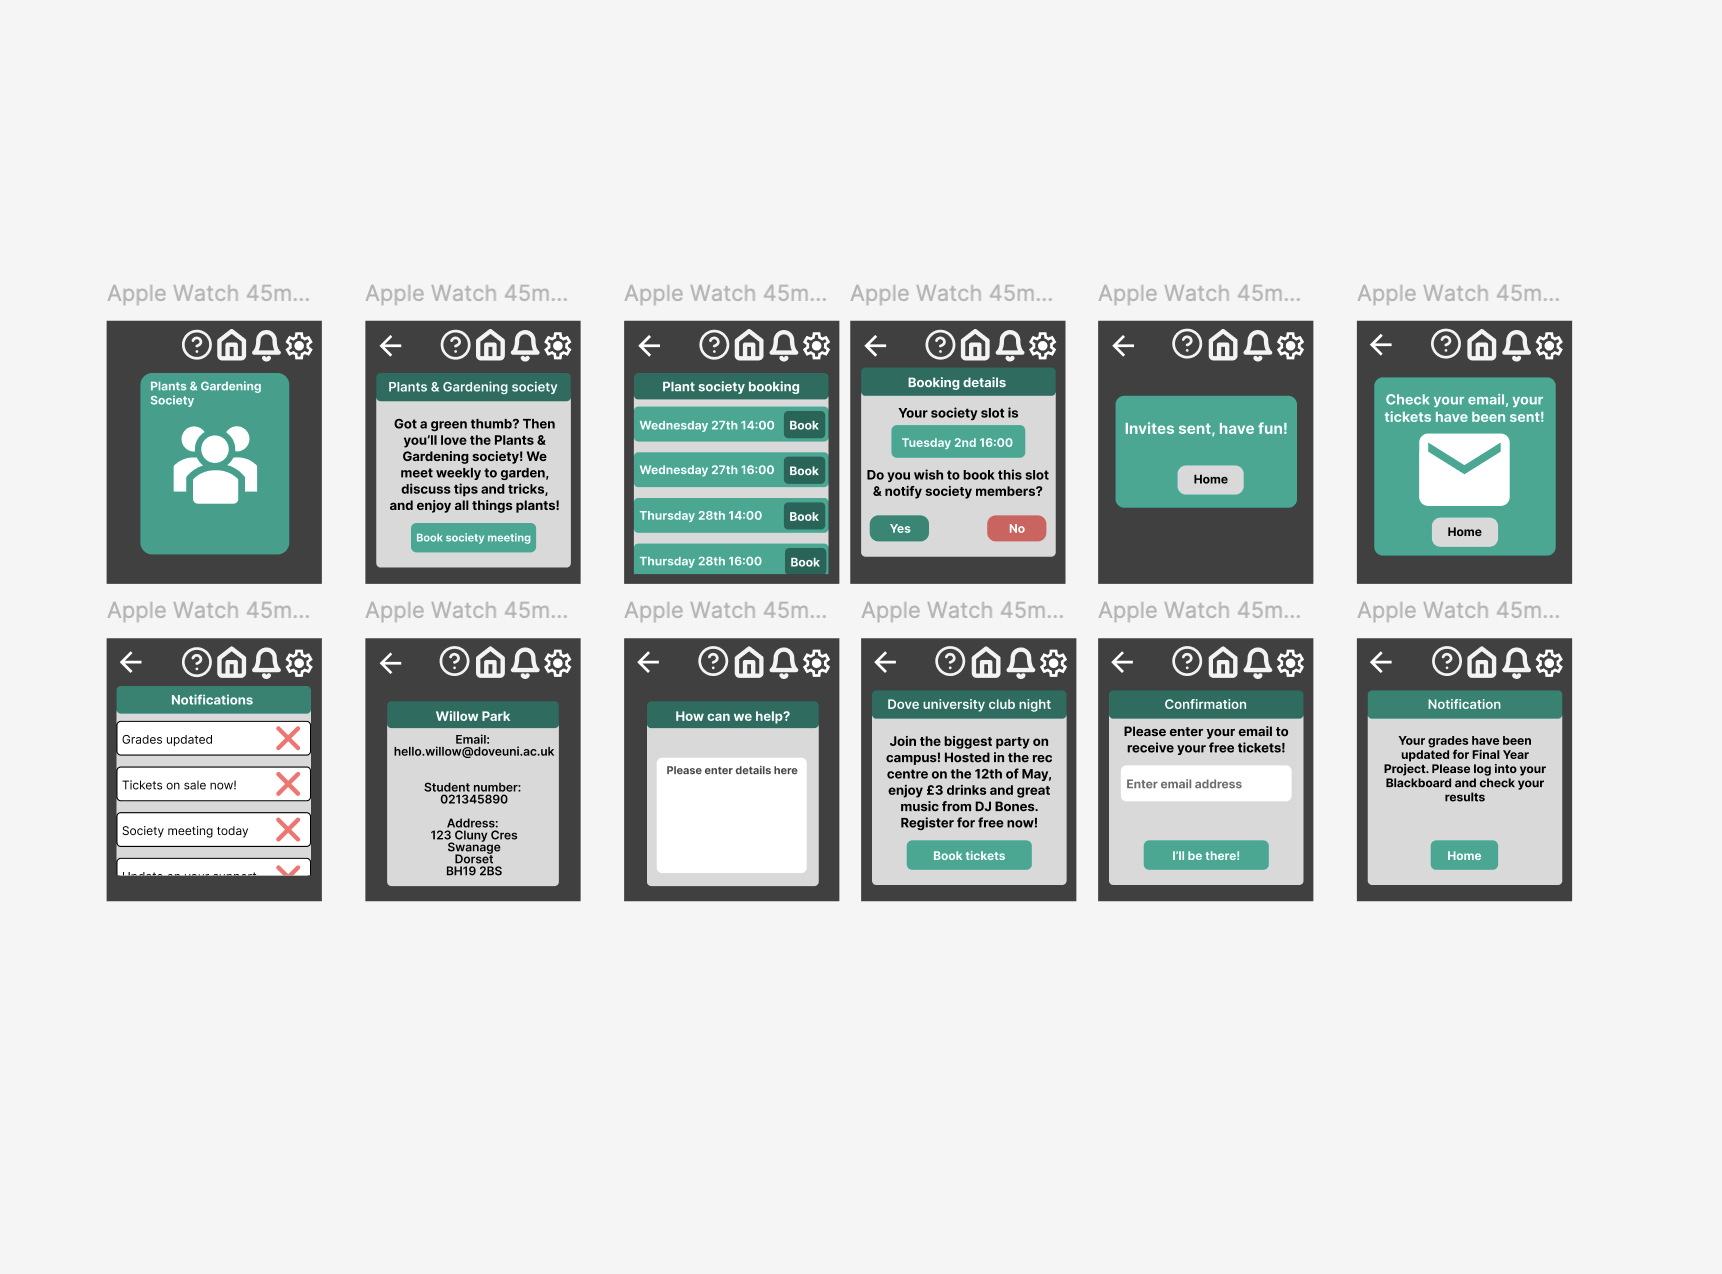 Apple Watch 45m...
Apple Watch 45m...
Apple Watch 45m...
Apple Watch 45m...
Apple Watch 45m...
Apple Watch 45m...
Plants & Gardening
Society
Plants & Gardening society
Got a green thumb? Then
you'll love the Plants &
Gardening society! We
meet weekly to garden,
discuss tips and tricks,
and enjoy all things plants!
Book society meeting
Plant society booking
Wednesday 27th 14:00 Book
Wednesday 27th 16:00 Book
Thursday 28th 14:00 Book
Thursday 28th 16:00 Book
Booking details
Your society slot is
Tuesday 2nd 16:00
Do you wish to book this slot
& notify society members?
Yes No
Invites sent, have fun!
Home
Check your email, your
tickets have been sent!
Home
Apple Watch 45m...
Apple Watch 45m...
Apple Watch 45m...
Apple Watch 45m...
Apple Watch 45m...
Apple Watch 45m...
Notifications
Grades updated
Tickets on sale now!
Society meeting today
Update on your support
Willow Park
Email:
hello.willow@doveuni.ac.uk
Student number:
021345890
Address:
123 Cluny Cres
Swanage
Dorset
BH19 2BS
How can we help?
Please enter details here
Dove university club night
Join the biggest party on
campus! Hosted in the rec
centre on the 12th of May,
enjoy £3 drinks and great
music from DJ Bones.
Register for free now!
Book tickets
Confirmation
Please enter your email to
receive your free tickets!
Enter email address
I'll be there!
Notification
Your grades have been
updated for Final Year
Project. Please log into your
Blackboard and check your
results
Home